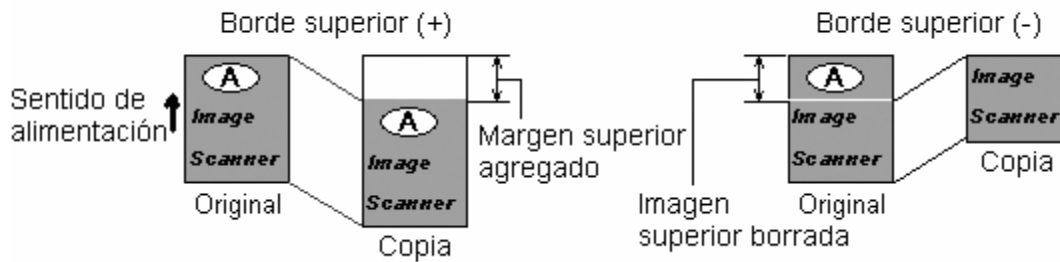 Borde superior (+)
A
Image
Scanner
Original
Sentido de
alimentación
A
Image
Scanner
Copia
Margen superior
agregado
Borde superior (-)
A
Image
Scanner
Original
Imagen
superior borrada
Image
Scanner
Copia